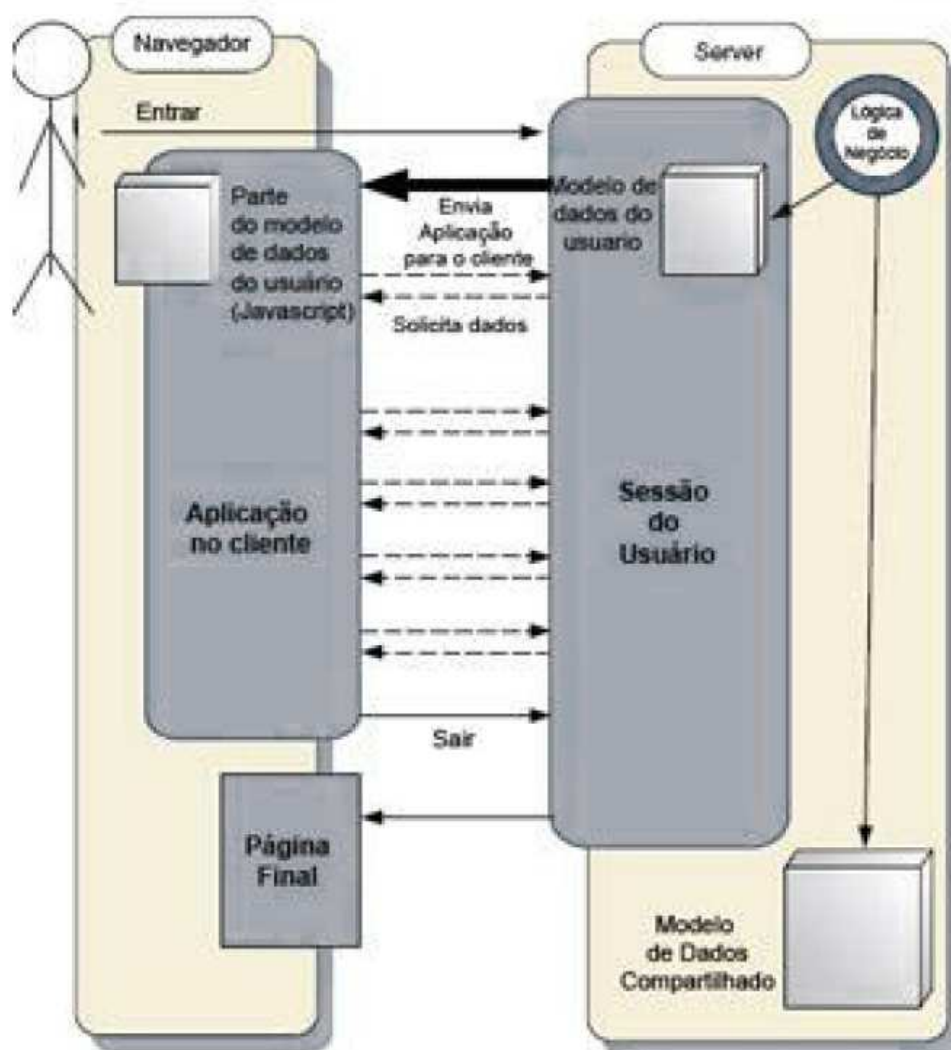 Navegador
Server
Entrar
Lógica
de
Negócio
Parte
do modelo
de dados
do usuário
(Javascript)
Envia
Aplicação
para o cliente
Modelo de
dados do
usuario
Solicita dados
Aplicação
no cliente
Sessão
do
Usuário
Sair
Página
Final
Modelo
de Dados
Compartilhado